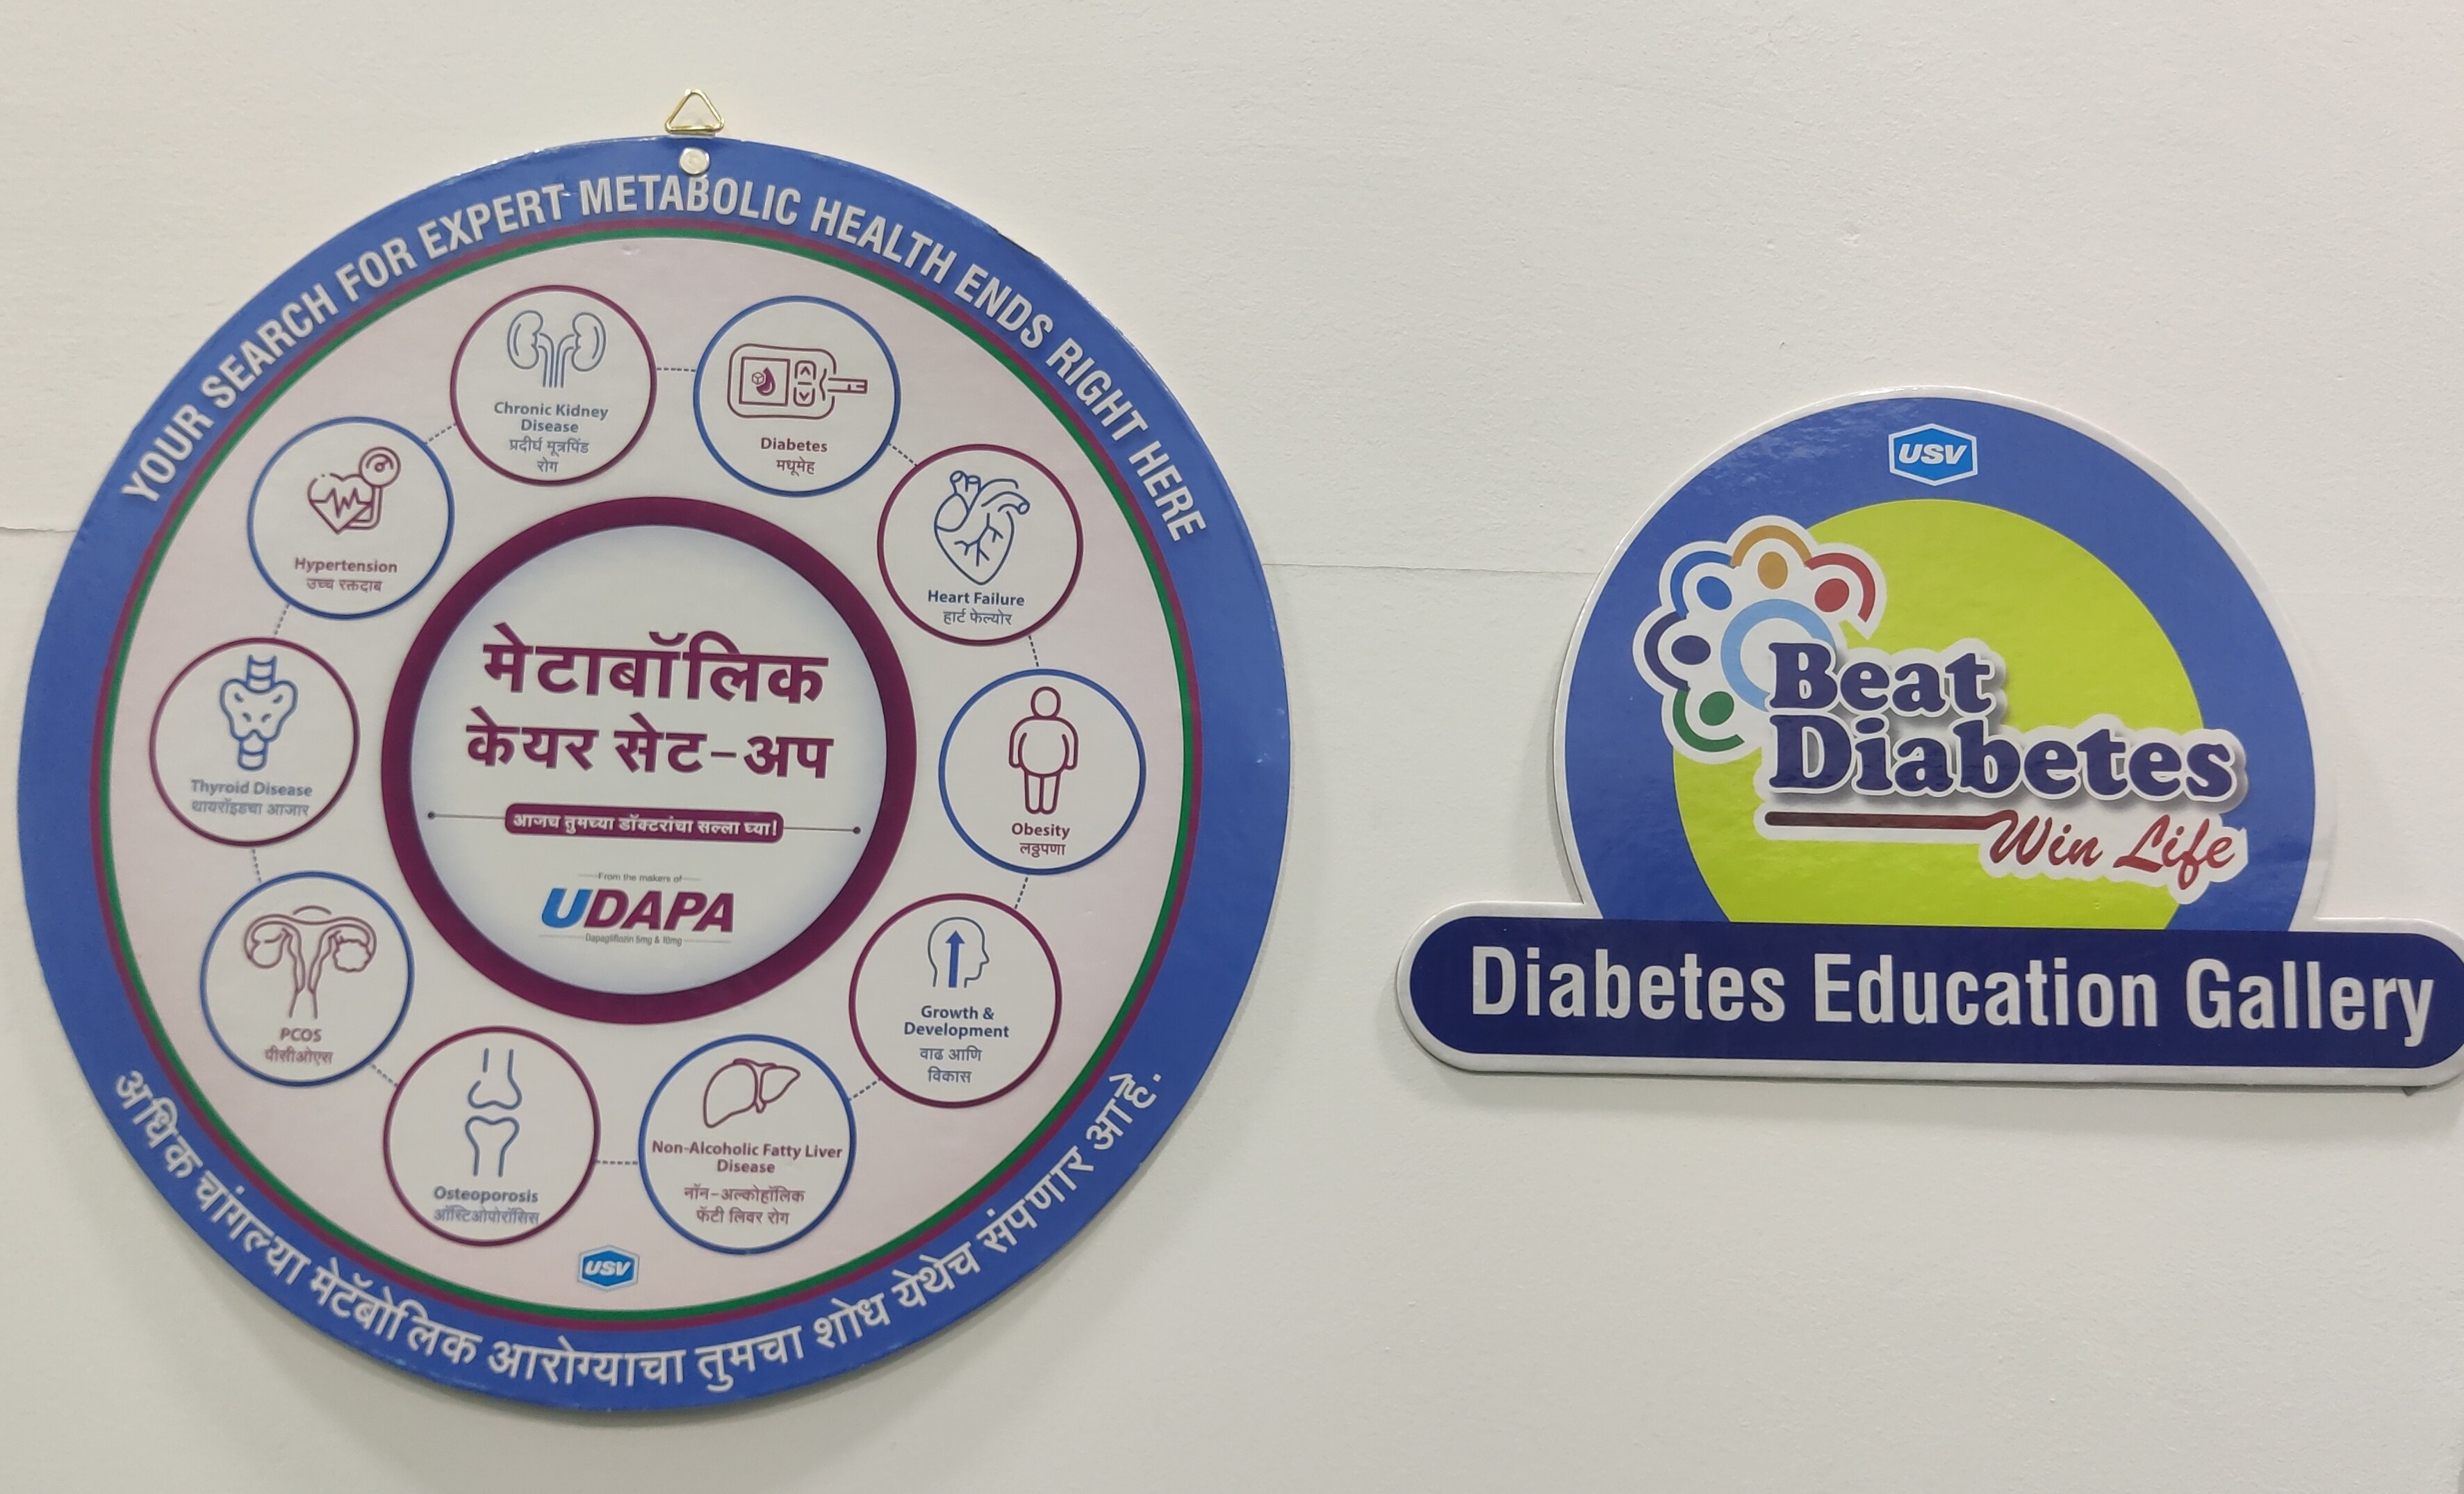 YOUR SEARCH FOR EXPERT METABOLIC HEALTH ENDS RIGHT HERE
Chronic Kidney
Disease
प्रदीर्घ मूत्रपिंड
रोग
Diabetes
मधूमेह
Heart Failure
हार्ट फेल्योर
Obesity
लठ्ठपणा
Growth &
Development
वाढ आणि
विकास
Non-Alcoholic Fatty Liver
Disease
नॉन-अल्कोहॉलिक
फॅटी लिवर रोग
Osteoporosis
ऑस्टिओपोरॉसिस
PCOS
पीसीओएस
Thyroid Disease
थायरॉइडचा आजार
Hypertension
उच्च रक्तदाब
मेटाबॉलिक
केयर सेट-अप
आजच तुमच्या डॉक्टरांचा सल्ला घ्या!
From the makers of
UDAPA
Dapagliflozin 5mg & 10mg
USV
अधिक चांगल्या मेटॅबोलिक आरोग्याचा तुमचा शोध येथेच संपणार आहे.
USV
Beat
Diabetes
Win Life
Diabetes Education Gallery